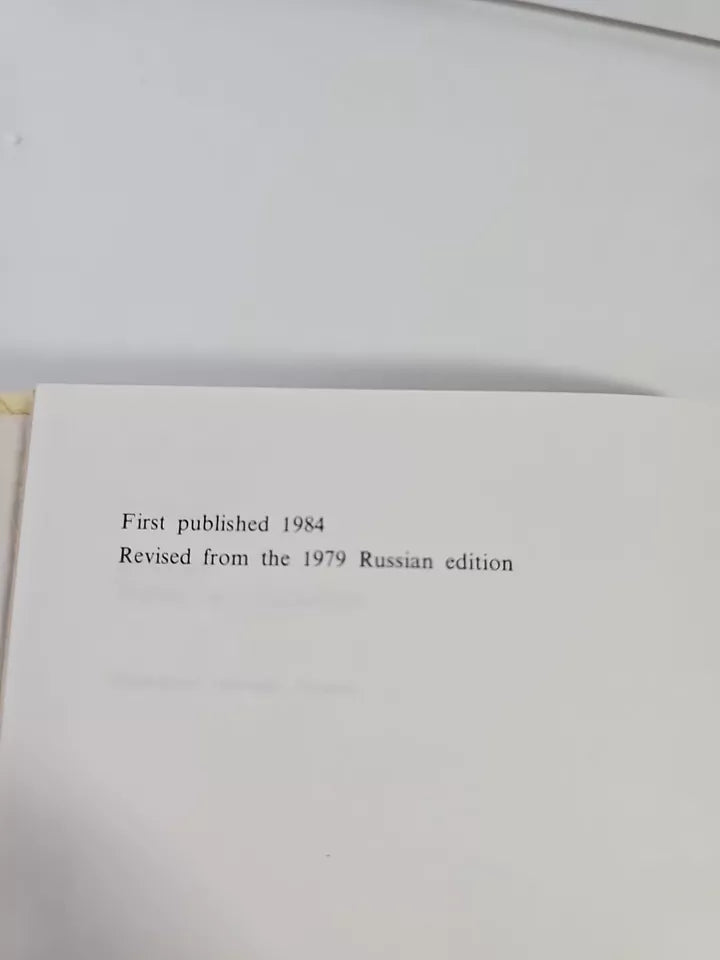 First published 1984
Revised from the 1979 Russian edition